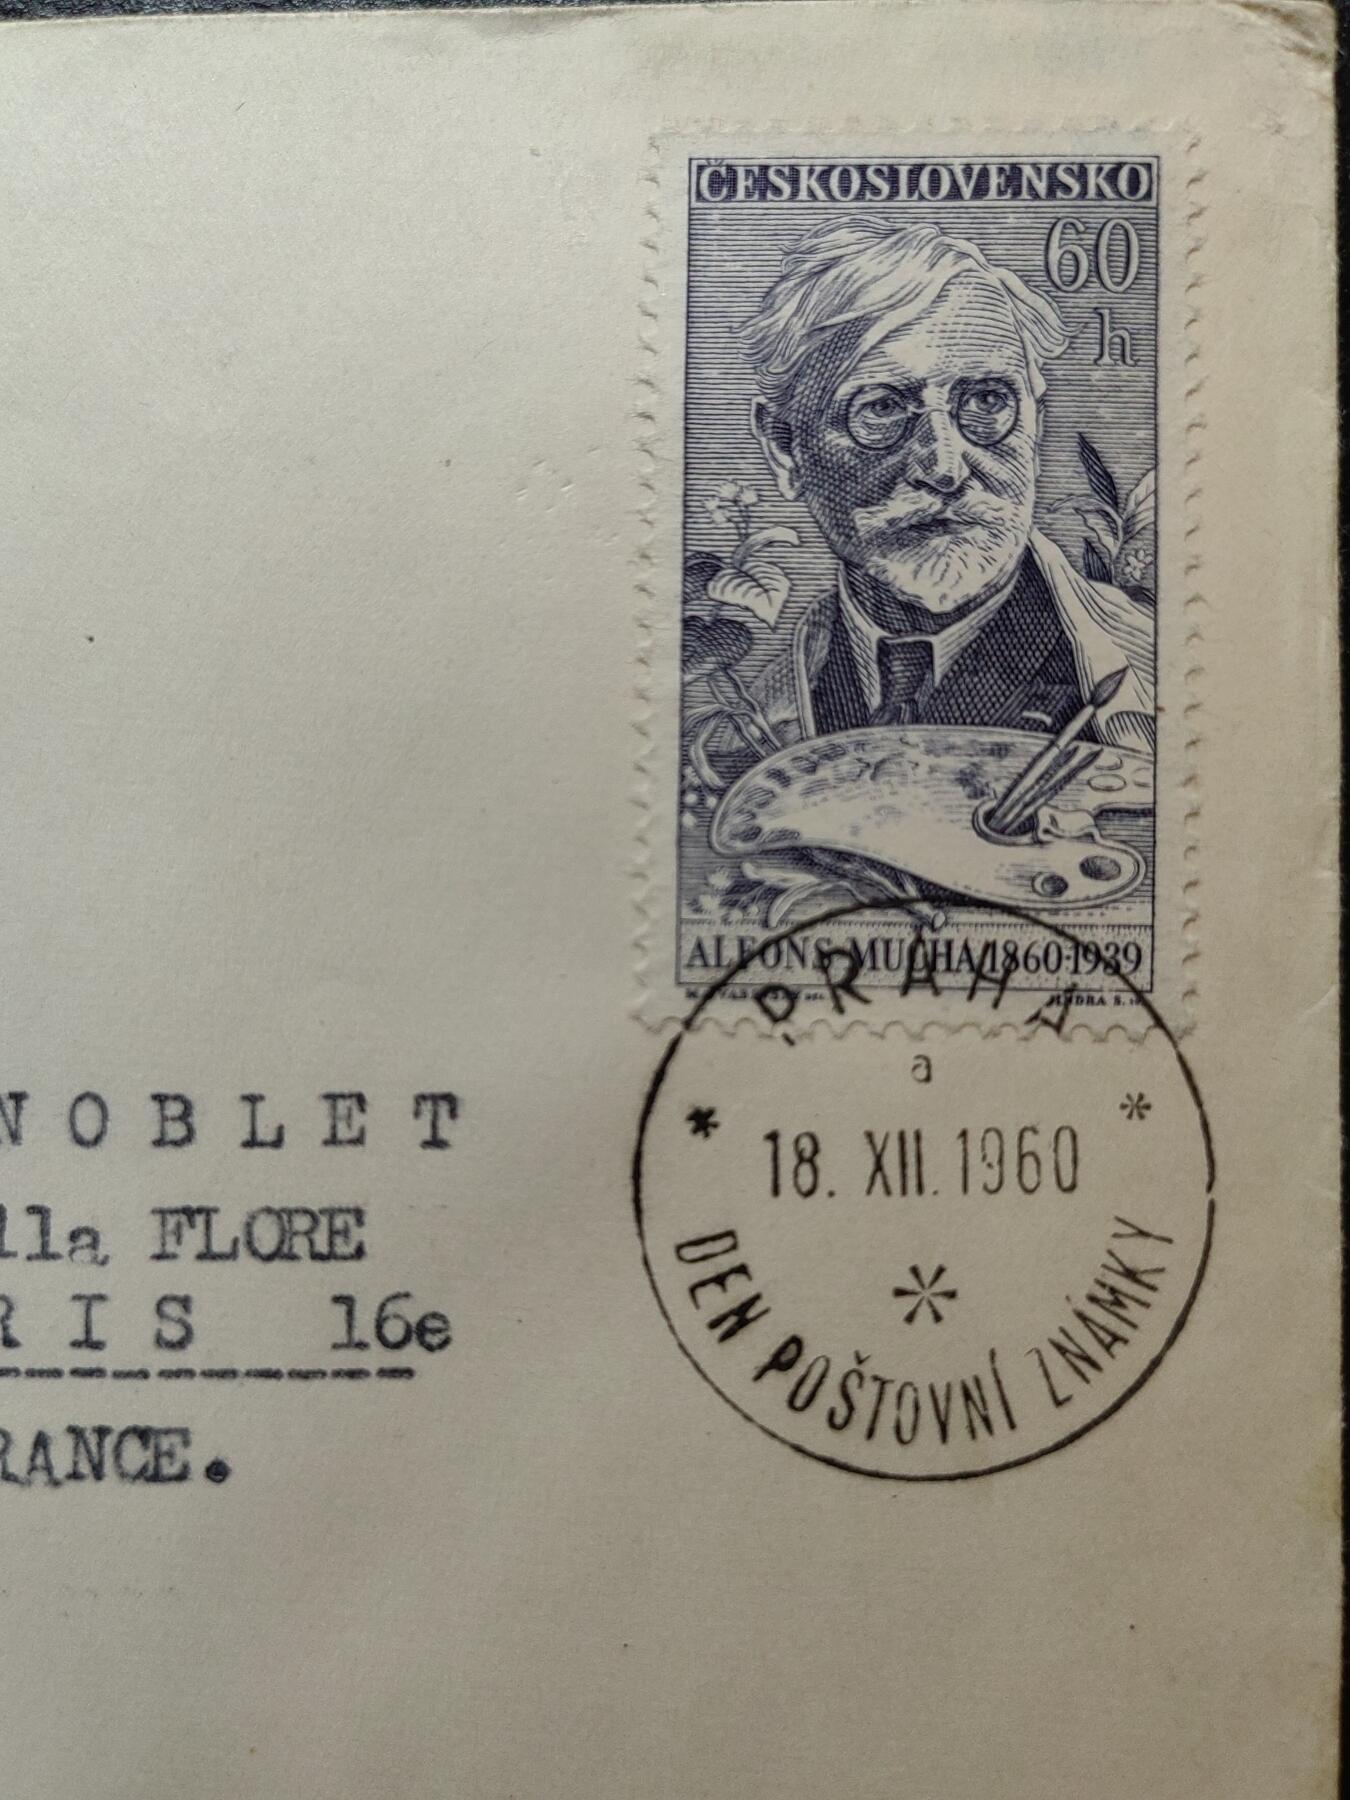 ČESKOSLOVENSKO
60
h
ALFONS MUCHA 1860-1939
JINDRA S.
PRAHA
a
* *
18. XII. 1960
*
DEN POŠTOVNÍ ZNÁMKY
NOBLET
lla FLORE
RIS 16e
RANCE.